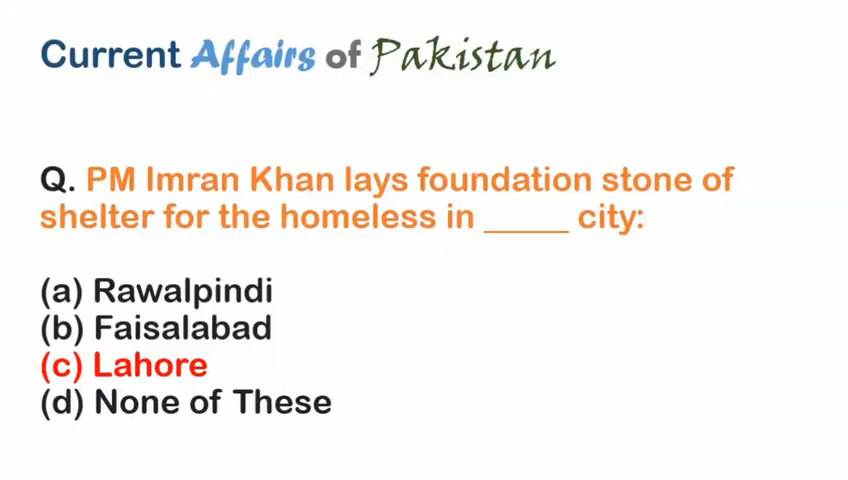 Current Affairs of Pakistan
Q. PM Imran Khan lays foundation stone of
shelter for the homeless in _____ city:
(a) Rawalpindi
(b) Faisalabad
(c) Lahore
(d) None of These